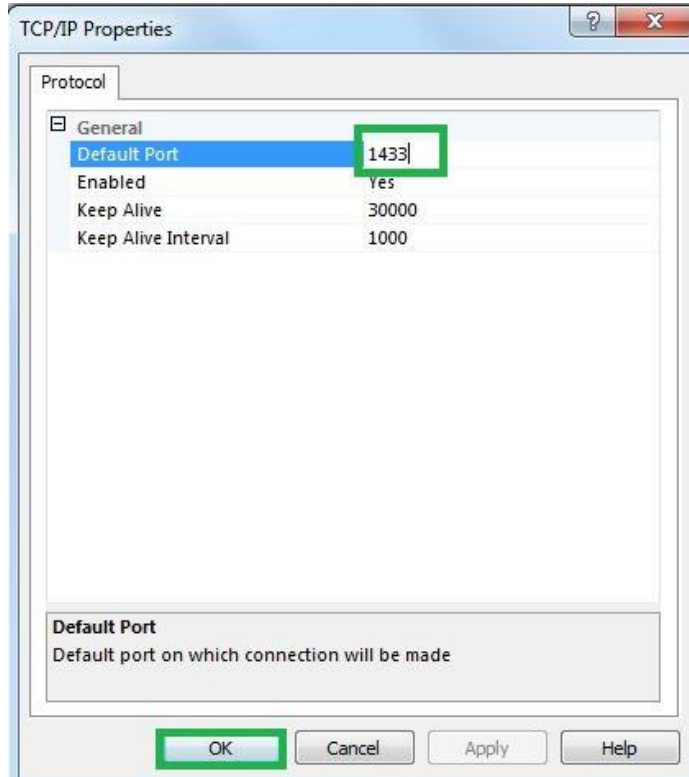 TCP/IP Properties
Protocol
General
Default Port 1433
Enabled Yes
Keep Alive 30000
Keep Alive Interval 1000
Default Port
Default port on which connection will be made
OK Cancel Apply Help